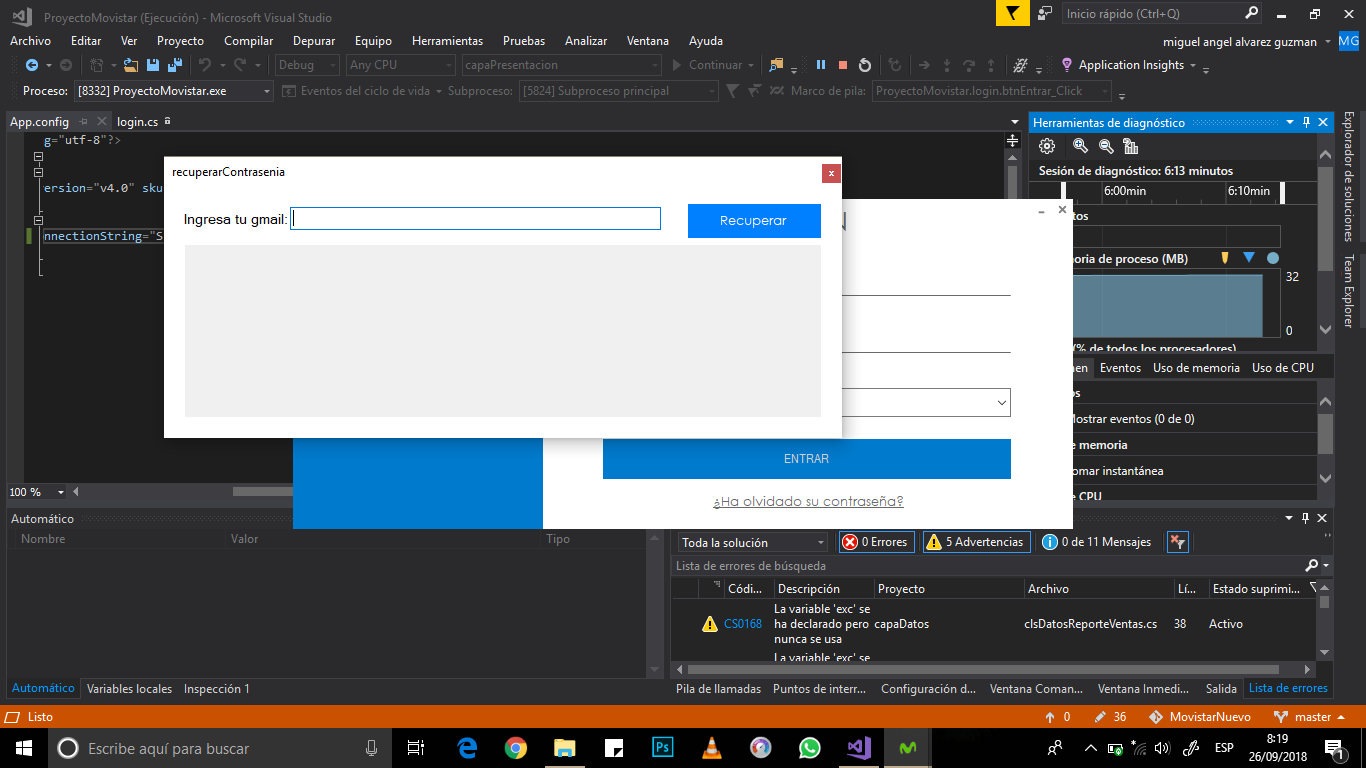 ProyectoMovistar (Ejecución) - Microsoft Visual Studio
Inicio rápido (Ctrl+Q)
Archivo Editar Ver Proyecto Compilar Depurar Equipo Herramientas Pruebas Analizar Ventana Ayuda
miguel angel alvarez guzman MG
Debug Any CPU capaPresentacion Continuar Application Insights
Proceso: [8332] ProyectoMovistar.exe Eventos del ciclo de vida Subproceso: [5824] Subproceso principal Marco de pila: ProyectoMovistar.login.btnEntrar_Click
App.config login.cs
g="utf-8"?>
ersion="v4.0" sku
nnectionString="S
100 %
recuperarContrasenia
x
Ingresa tu gmail:
Recuperar
N
ENTRAR
¿Ha olvidado su contraseña?
Herramientas de diagnóstico
Sesión de diagnóstico: 6:13 minutos
6:00min 6:10min
tos
oria de proceso (MB)
32
0
(% de todos los procesadores)
en Eventos Uso de memoria Uso de CPU
os
Mostrar eventos (0 de 0)
e memoria
omar instantánea
e CPU
Explorador de soluciones
Team Explorer
Automático
Nombre Valor Tipo
Automático Variables locales Inspección 1
Toda la solución 0 Errores 5 Advertencias 0 de 11 Mensajes
Lista de errores de búsqueda
Códi... Descripción Proyecto Archivo Lí... Estado suprimi...
CS0168 La variable 'exc' se ha declarado pero nunca se usa capaDatos clsDatosReporteVentas.cs 38 Activo
La variable 'exc' se
Pila de llamadas Puntos de interr... Configuración d... Ventana Coman... Ventana Inmedi... Salida Lista de errores
Listo
0 36 MovistarNuevo master
Escribe aquí para buscar
Ps
ESP
8:19
26/09/2018
1